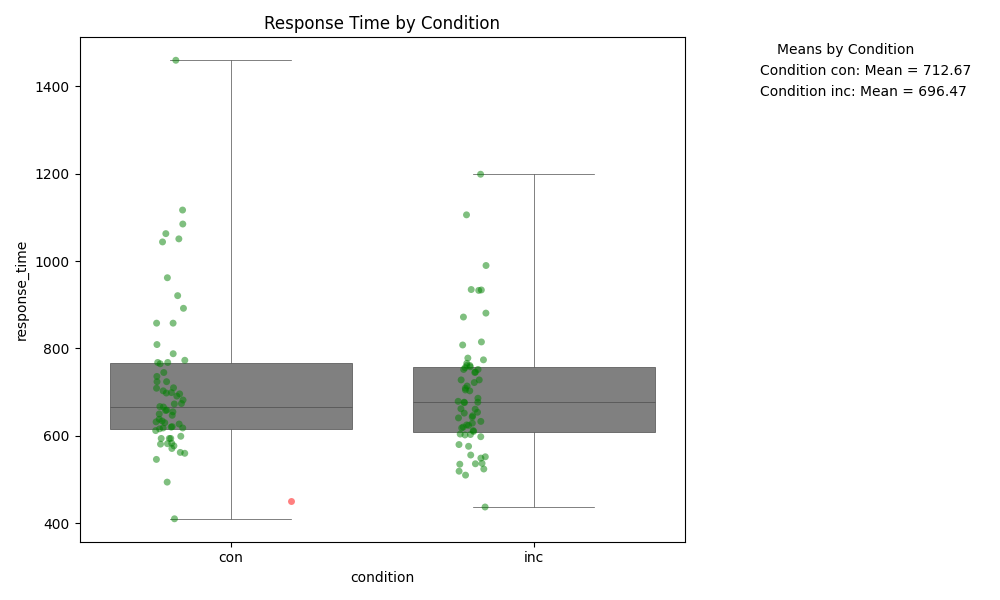 Response Time by Condition
Means by Condition
Condition con: Mean = 712.67
Condition inc: Mean = 696.47
response_time
1400
1200
1000
800
600
400
con
inc
condition